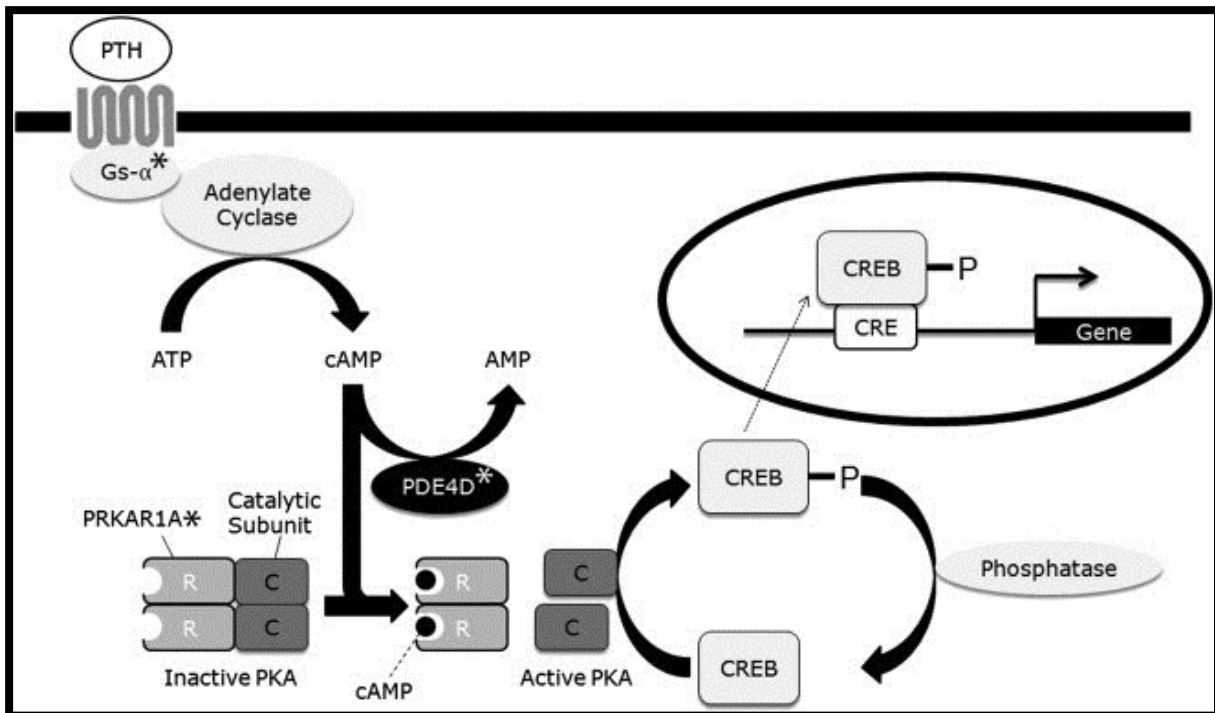 PTH
Gs-α*
Adenylate
Cyclase
ATP
cAMP
AMP
PDE4D*
PRKAR1A*
Catalytic
Subunit
R
C
R
C
Inactive PKA
R
R
cAMP
C
C
Active PKA
CREB
P
CRE
Gene
CREB
P
Phosphatase
CREB